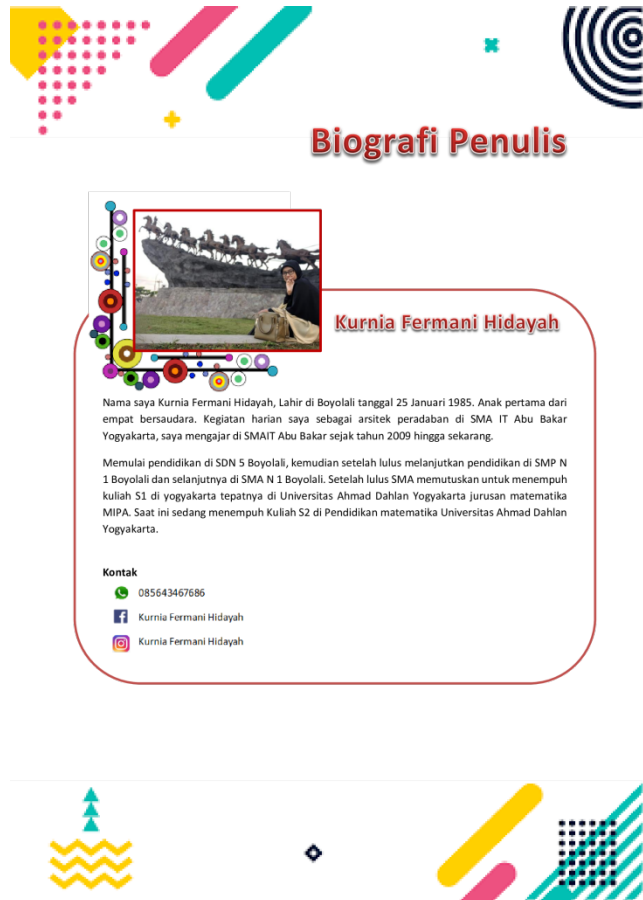 Biografi Penulis
Kurnia Fermani Hidayah
Nama saya Kurnia Fermani Hidayah, Lahir di Boyolali tanggal 25 Januari 1985. Anak pertama dari
empat bersaudara. Kegiatan harian saya sebagai arsitek peradaban di SMA IT Abu Bakar
Yogyakarta, saya mengajar di SMAIT Abu Bakar sejak tahun 2009 hingga sekarang.
Memulai pendidikan di SDN 5 Boyolali, kemudian setelah lulus melanjutkan pendidikan di SMP N
1 Boyolali dan selanjutnya di SMA N 1 Boyolali. Setelah lulus SMA memutuskan untuk menempuh
kuliah S1 di yogyakarta tepatnya di Universitas Ahmad Dahlan Yogyakarta jurusan matematika
MIPA. Saat ini sedang menempuh Kuliah S2 di Pendidikan matematika Universitas Ahmad Dahlan
Yogyakarta.
Kontak
085643467686
Kurnia Fermani Hidayah
Kurnia Fermani Hidayah